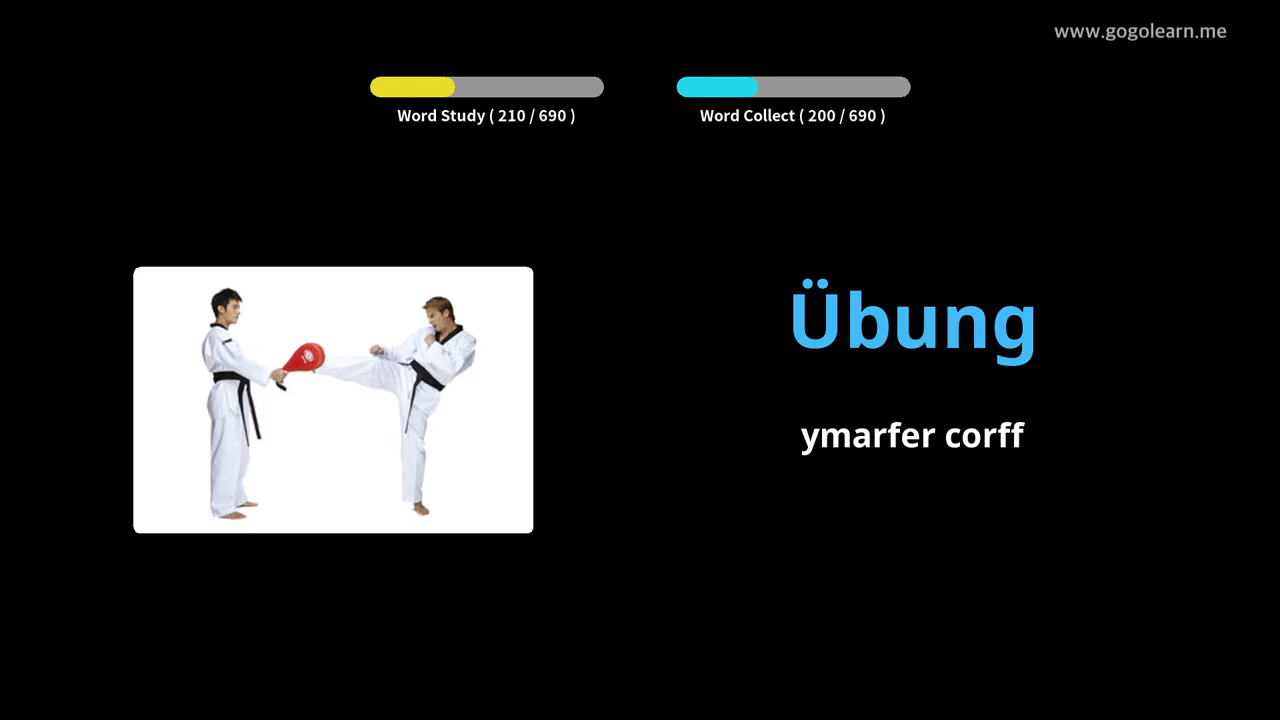 www.gogolearn.me
Word Study ( 210 / 690 )
Word Collect ( 200 / 690 )
Übung
ymarfer corff